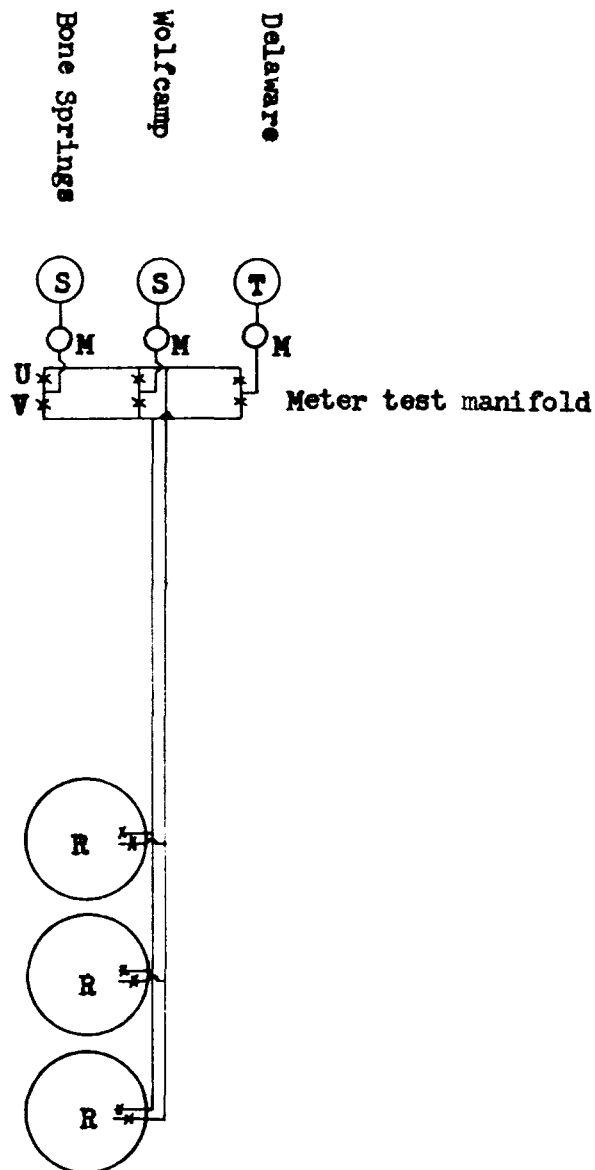 Bone Springs
Wolfcamp
Delaware
S
S
T
M
M
M
U
V
Meter test manifold
R
R
R